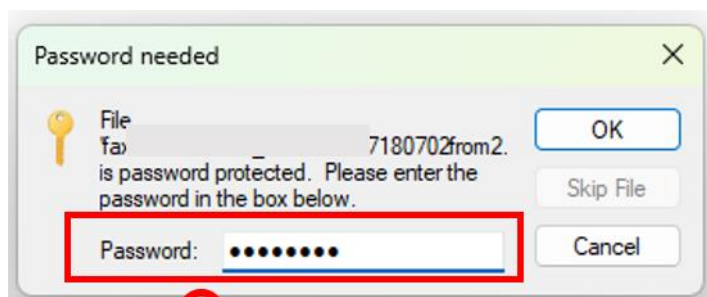 Password needed
File
'fax 7180702from2.
is password protected. Please enter the
password in the box below.
Password: ••••••••
OK
Skip File
Cancel